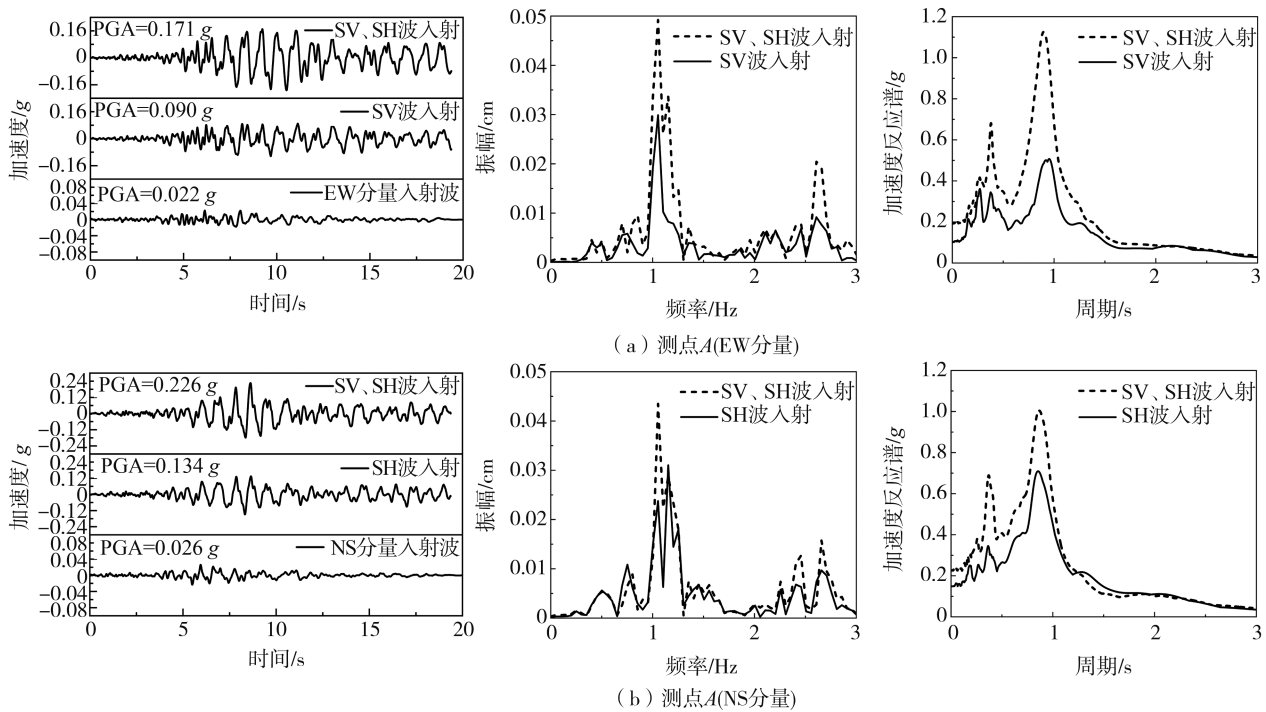 加速度/g
0.16
0
−0.16
PGA=0.171 g
SV、SH波入射
0.16
0
−0.16
PGA=0.090 g
SV波入射
0.08
0.04
0
−0.04
−0.08
PGA=0.022 g
EW分量入射波
0 5 10 15 20
时间/s
振幅/cm
0.05
0.04
0.03
0.02
0.01
0
SV、SH波入射
SV波入射
0 1 2 3
频率/Hz
加速度反应谱/g
1.2
1.0
0.8
0.6
0.4
0.2
0
SV、SH波入射
SV波入射
0 1 2 3
周期/s
（a）测点A(EW分量)
加速度/g
0.24
0.12
0
−0.12
−0.24
PGA=0.226 g
SV、SH波入射
0.24
0.12
0
−0.12
−0.24
PGA=0.134 g
SH波入射
0.08
0.04
0
−0.04
−0.08
PGA=0.026 g
NS分量入射波
0 5 10 15 20
时间/s
振幅/cm
0.05
0.04
0.03
0.02
0.01
0
SV、SH波入射
SH波入射
0 1 2 3
频率/Hz
加速度反应谱/g
1.2
1.0
0.8
0.6
0.4
0.2
0
SV、SH波入射
SH波入射
0 1 2 3
周期/s
（b）测点A(NS分量)